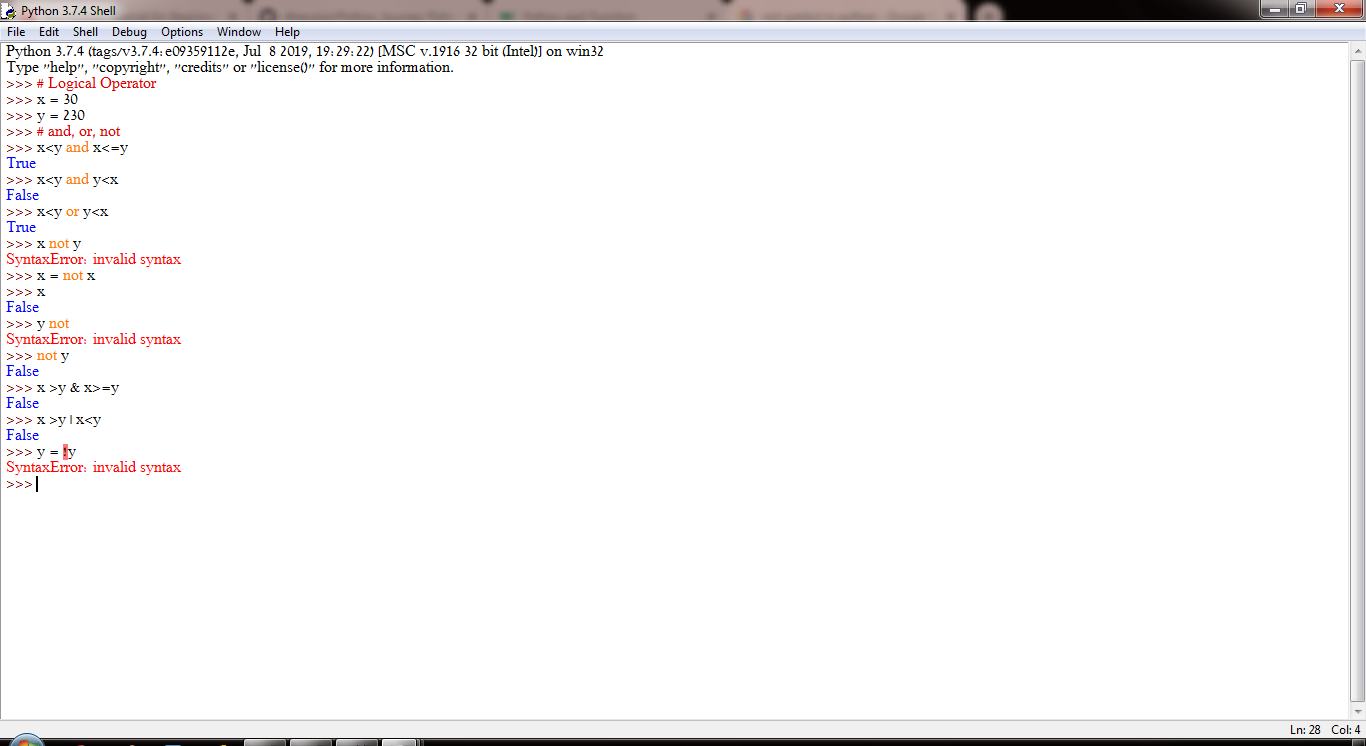 Python 3.7.4 Shell
File Edit Shell Debug Options Window Help
Python 3.7.4 (tags/v3.7.4:e09359112e, Jul  8 2019, 19:29:22) [MSC v.1916 32 bit (Intel)] on win32
Type "help", "copyright", "credits" or "license()" for more information.
>>> # Logical Operator
>>> x = 30
>>> y = 230
>>> # and, or, not
>>> x<y and x<=y
True
>>> x<y and y<x
False
>>> x<y or y<x
True
>>> x not y
SyntaxError: invalid syntax
>>> x = not x
>>> x
False
>>> y not
SyntaxError: invalid syntax
>>> not y
False
>>> x >y & x>=y
False
>>> x >y | x<y
False
>>> y = !y
SyntaxError: invalid syntax
>>>
Ln: 28 Col: 4